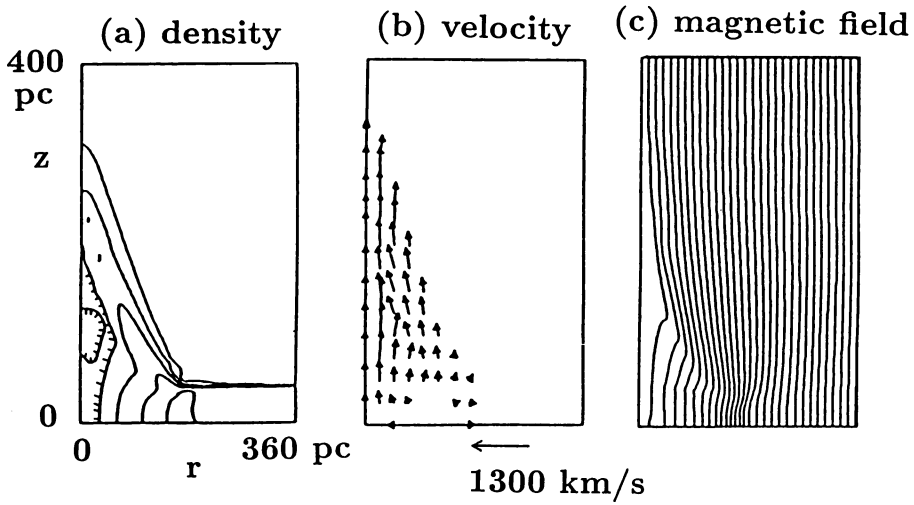 (a) density
(b) velocity
(c) magnetic field
400
pc
z
0
0
360 pc
r
1300 km/s